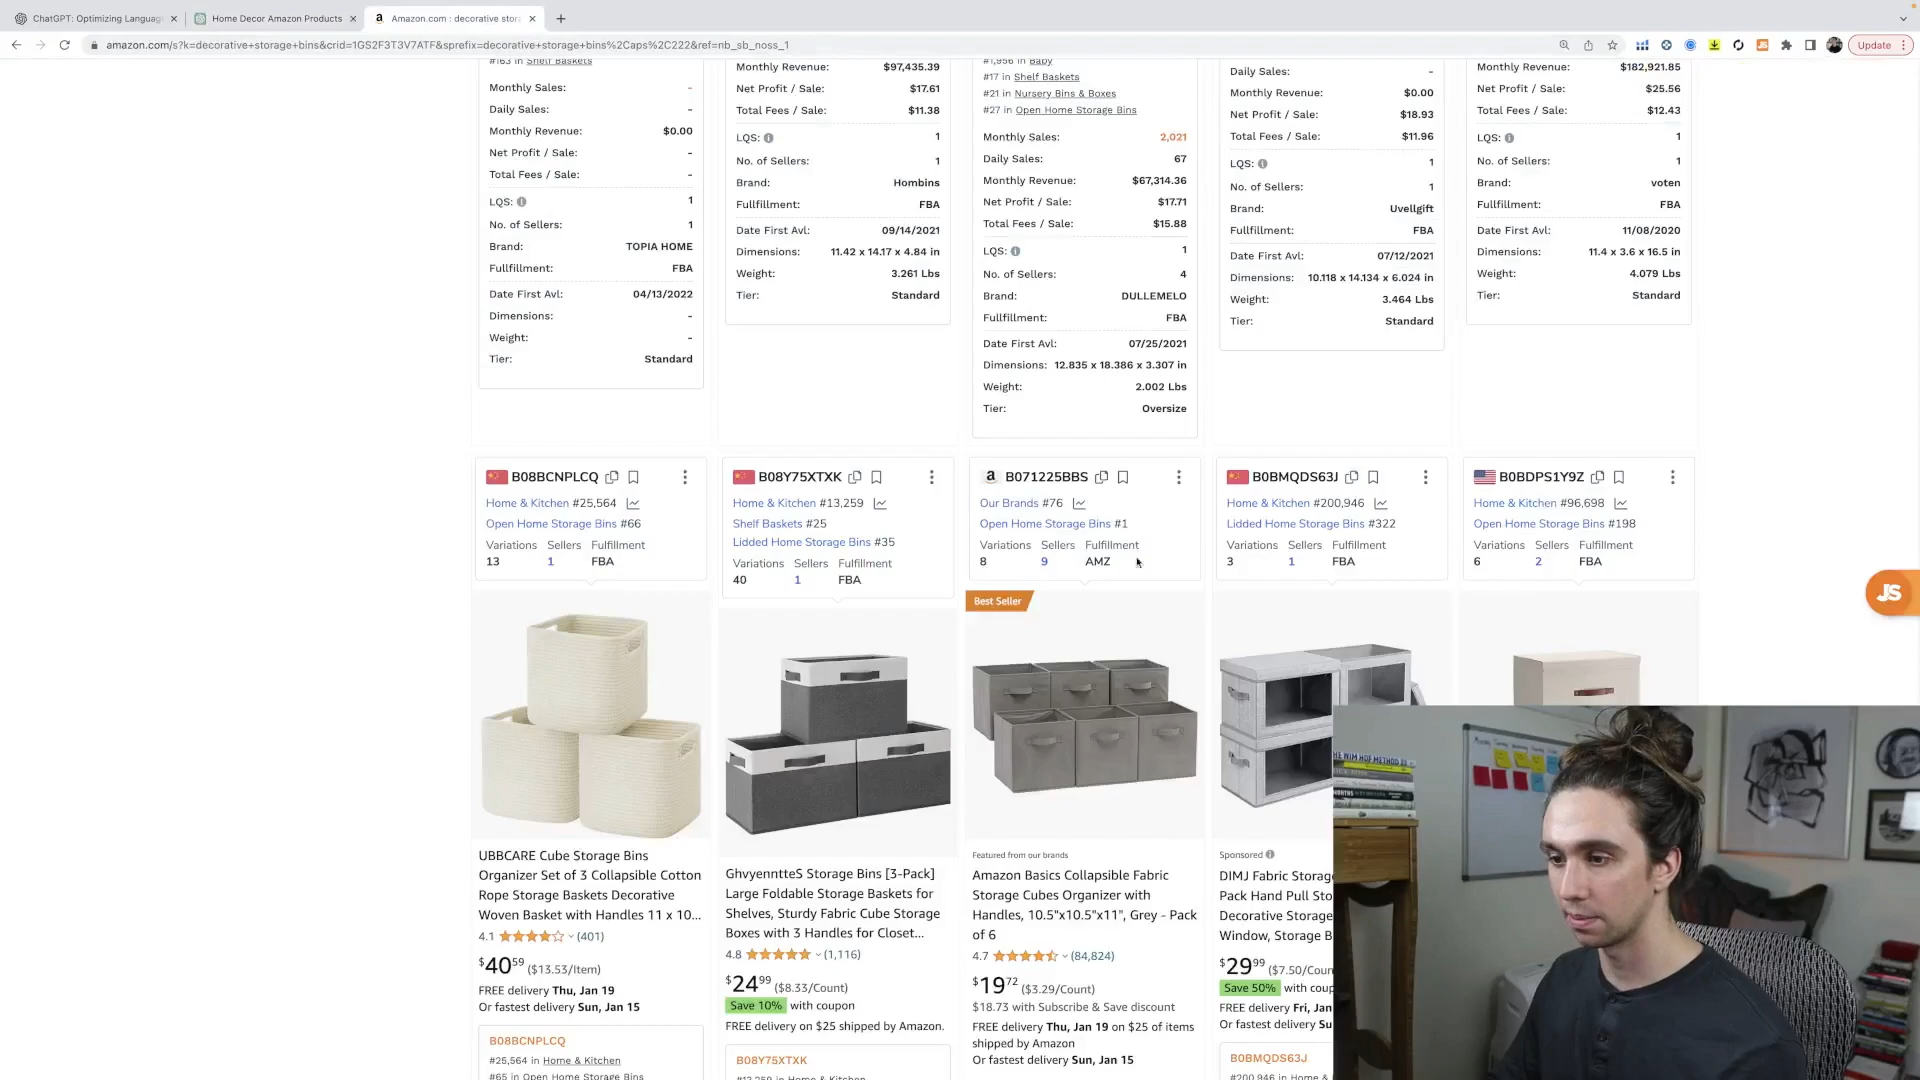 ChatGPT: Optimizing Languag
Home Decor Amazon Products
Amazon.com : decorative stora
amazon.com/s?k=decorative+storage+bins&crid=1GS2F3T3V7ATF&sprefix=decorative+storage+bins%2Caps%2C222&ref=nb_sb_noss_1
Update
#163 in Shelf Baskets
Monthly Sales: -
Daily Sales: -
Monthly Revenue: $0.00
Net Profit / Sale: -
Total Fees / Sale: -
LQS: 1
No. of Sellers: 1
Brand: TOPIA HOME
Fullfillment: FBA
Date First Avl: 04/13/2022
Dimensions: -
Weight: -
Tier: Standard
Monthly Revenue: $97,435.39
Net Profit / Sale: $17.61
Total Fees / Sale: $11.38
LQS: 1
No. of Sellers: 1
Brand: Hombins
Fullfillment: FBA
Date First Avl: 09/14/2021
Dimensions: 11.42 x 14.17 x 4.84 in
Weight: 3.261 Lbs
Tier: Standard
#1,956 in Baby
#17 in Shelf Baskets
#21 in Nursery Bins & Boxes
#27 in Open Home Storage Bins
Monthly Sales: 2,021
Daily Sales: 67
Monthly Revenue: $67,314.36
Net Profit / Sale: $17.71
Total Fees / Sale: $15.88
LQS: 1
No. of Sellers: 4
Brand: DULLEMELO
Fullfillment: FBA
Date First Avl: 07/25/2021
Dimensions: 12.835 x 18.386 x 3.307 in
Weight: 2.002 Lbs
Tier: Oversize
Daily Sales: -
Monthly Revenue: $0.00
Net Profit / Sale: $18.93
Total Fees / Sale: $11.96
LQS: 1
No. of Sellers: 1
Brand: Uvellgift
Fullfillment: FBA
Date First Avl: 07/12/2021
Dimensions: 10.118 x 14.134 x 6.024 in
Weight: 3.464 Lbs
Tier: Standard
Monthly Revenue: $182,921.85
Net Profit / Sale: $25.56
Total Fees / Sale: $12.43
LQS: 1
No. of Sellers: 1
Brand: voten
Fullfillment: FBA
Date First Avl: 11/08/2020
Dimensions: 11.4 x 3.6 x 16.5 in
Weight: 4.079 Lbs
Tier: Standard
B08BCNPLCQ
Home & Kitchen #25,564
Open Home Storage Bins #66
Variations Sellers Fulfillment
13 1 FBA
UBBCARE Cube Storage Bins
Organizer Set of 3 Collapsible Cotton
Rope Storage Baskets Decorative
Woven Basket with Handles 11 x 10...
4.1 (401)
$40 59 ($13.53/Item)
FREE delivery Thu, Jan 19
Or fastest delivery Sun, Jan 15
B08BCNPLCQ
#25,564 in Home & Kitchen
#65 in Open Home Storage Bins
B08Y75XTXK
Home & Kitchen #13,259
Shelf Baskets #25
Lidded Home Storage Bins #35
Variations Sellers Fulfillment
40 1 FBA
GhvyenntteS Storage Bins [3-Pack]
Large Foldable Storage Baskets for
Shelves, Sturdy Fabric Cube Storage
Boxes with 3 Handles for Closet...
4.8 (1,116)
$24 99 ($8.33/Count)
Save 10% with coupon
FREE delivery on $25 shipped by Amazon.
B08Y75XTXK
#13,259 in Home & Kitchen
a B071225BBS
Our Brands #76
Open Home Storage Bins #1
Variations Sellers Fulfillment
8 9 AMZ
Best Seller
Featured from our brands
Amazon Basics Collapsible Fabric
Storage Cubes Organizer with
Handles, 10.5"x10.5"x11", Grey - Pack
of 6
4.7 (84,824)
$19 72 ($3.29/Count)
$18.73 with Subscribe & Save discount
FREE delivery Thu, Jan 19 on $25 of items
shipped by Amazon
Or fastest delivery Sun, Jan 15
B0BMQDS63J
Home & Kitchen #200,946
Lidded Home Storage Bins #322
Variations Sellers Fulfillment
3 1 FBA
Sponsored
DIMJ Fabric Storag
Pack Hand Pull Sto
Decorative Storage
Window, Storage B
$29 99 ($7.50/Coun
Save 50% with coup
FREE delivery Fri, Jan
Or fastest delivery Su
B0BMQDS63J
#200,946 in Home &
B0BDPS1Y9Z
Home & Kitchen #96,698
Open Home Storage Bins #198
Variations Sellers Fulfillment
6 2 FBA
JS
THE WIM HOF METHOD